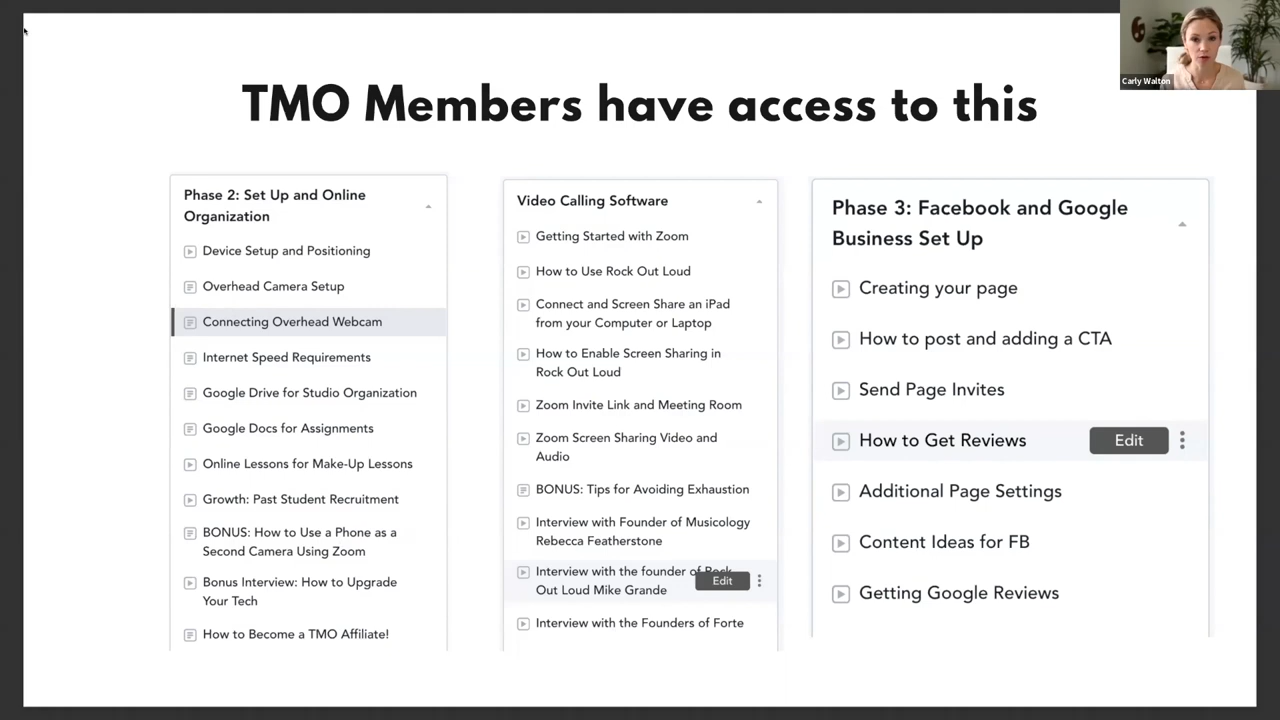 TMO Members have access to this
Carly Walton
Phase 2: Set Up and Online
Organization
Device Setup and Positioning
Overhead Camera Setup
Connecting Overhead Webcam
Internet Speed Requirements
Google Drive for Studio Organization
Google Docs for Assignments
Online Lessons for Make-Up Lessons
Growth: Past Student Recruitment
BONUS: How to Use a Phone as a
Second Camera Using Zoom
Bonus Interview: How to Upgrade
Your Tech
How to Become a TMO Affiliate!
Video Calling Software
Getting Started with Zoom
How to Use Rock Out Loud
Connect and Screen Share an iPad
from your Computer or Laptop
How to Enable Screen Sharing in
Rock Out Loud
Zoom Invite Link and Meeting Room
Zoom Screen Sharing Video and
Audio
BONUS: Tips for Avoiding Exhaustion
Interview with Founder of Musicology
Rebecca Featherstone
Interview with the founder of Rock
Out Loud Mike Grande
Edit
Interview with the Founders of Forte
Phase 3: Facebook and Google
Business Set Up
Creating your page
How to post and adding a CTA
Send Page Invites
How to Get Reviews
Edit
Additional Page Settings
Content Ideas for FB
Getting Google Reviews